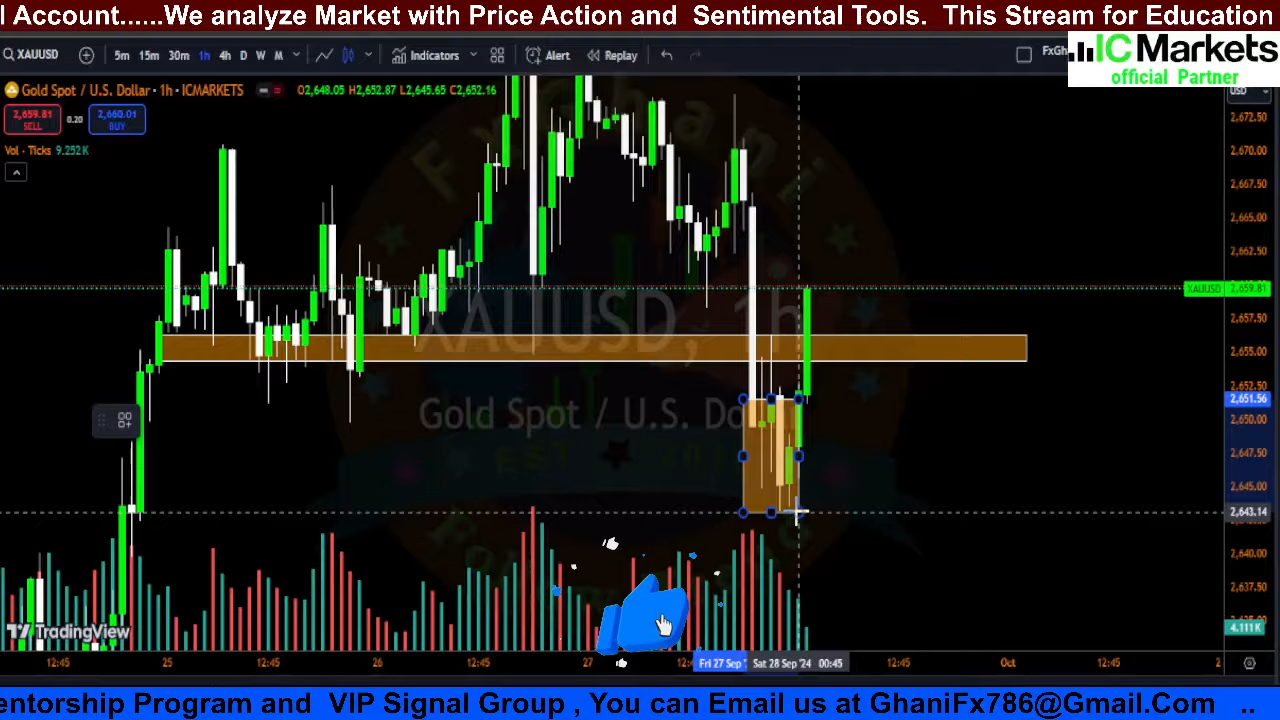 l Account......We analyze Market with Price Action and Sentimental Tools. This Stream for Education
XAUUSD 5m 15m 30m 1h 4h D W M Indicators Alert Replay FxGh
IC Markets
official Partner
Gold Spot / U.S. Dollar · 1h · ICMARKETS O2,648.05 H2,652.87 L2,645.65 C2,652.16
USD
2,659.81
SELL
0.20
2,660.01
BUY
Vol · Ticks 9.252K
2,672.50
2,670.00
2,667.50
2,665.00
2,662.50
XAUUSD 2,659.81
2,657.50
2,655.00
2,652.50
2,651.56
2,650.00
2,647.50
2,645.00
2,643.14
2,640.00
2,637.50
4.111K
XAUUSD, 1h
Gold Spot / U.S. Do
TradingView
12:45 25 12:45 26 12:45 27 Fri 27 Sep Sat 28 Sep '24 00:45 12:45 Oct 12:45 2
entorship Program and VIP Signal Group , You can Email us at GhaniFx786@Gmail.Com ..